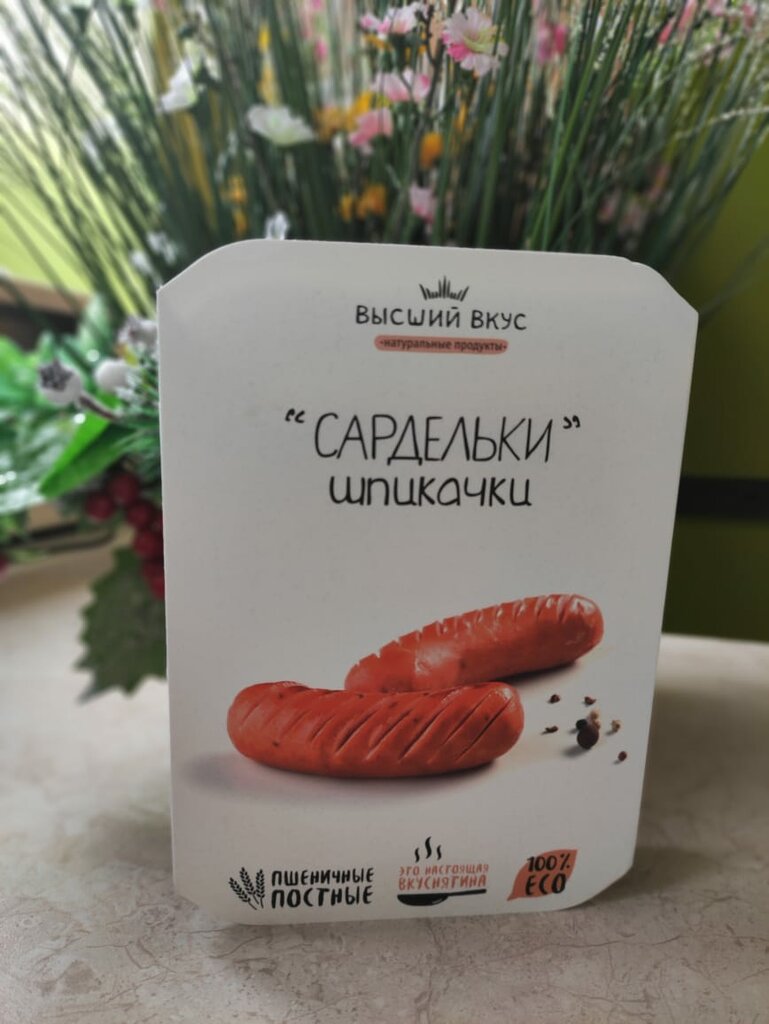 ВЫСШИЙ ВКУС
•натуральные продукты•
“САРДЕЛЬКИ”
шпикачки
ПШЕНИЧНЫЕ
ПОСТНЫЕ
ЭТО НАСТОЯЩАЯ
ВКУСНЯТИНА
100%
ECO